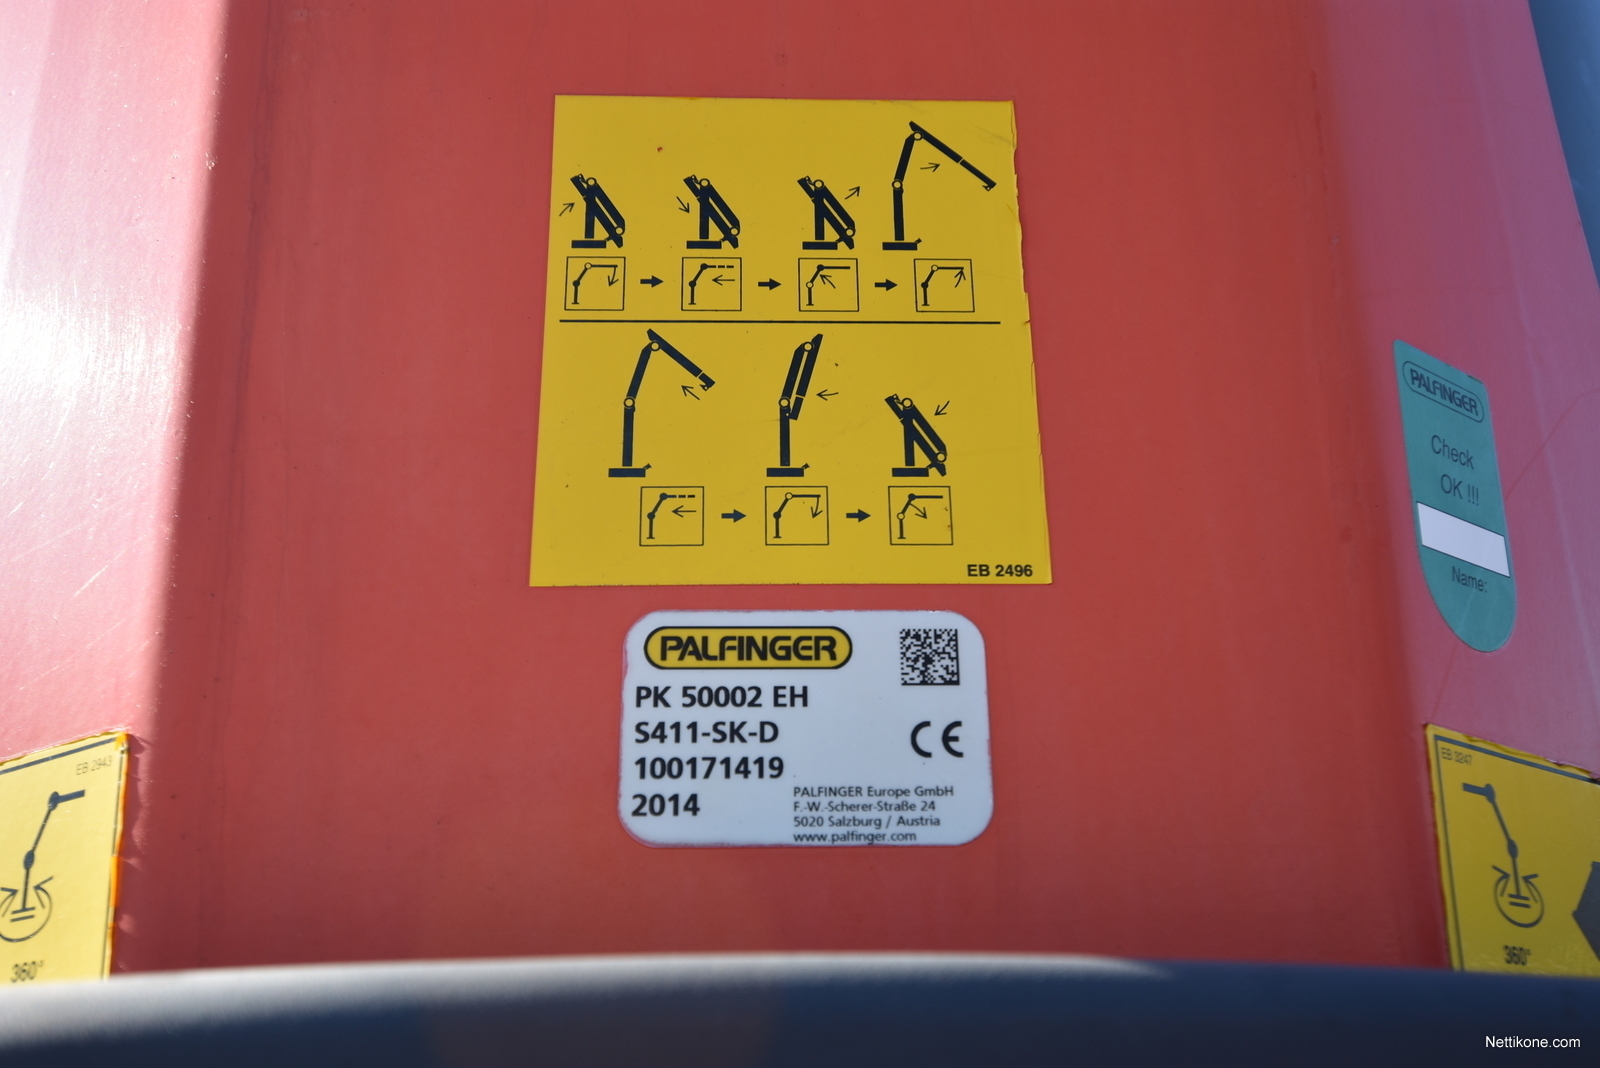 EB 2496
PALFINGER
PK 50002 EH
S411-SK-D
CE
100171419
2014
PALFINGER Europe GmbH
F.-W.-Scherer-Straße 24
5020 Salzburg / Austria
www.palfinger.com
PALFINGER
Check
OK !!!
Name:
EB 2943
360°
EB 3247
360°
Nettikone.com